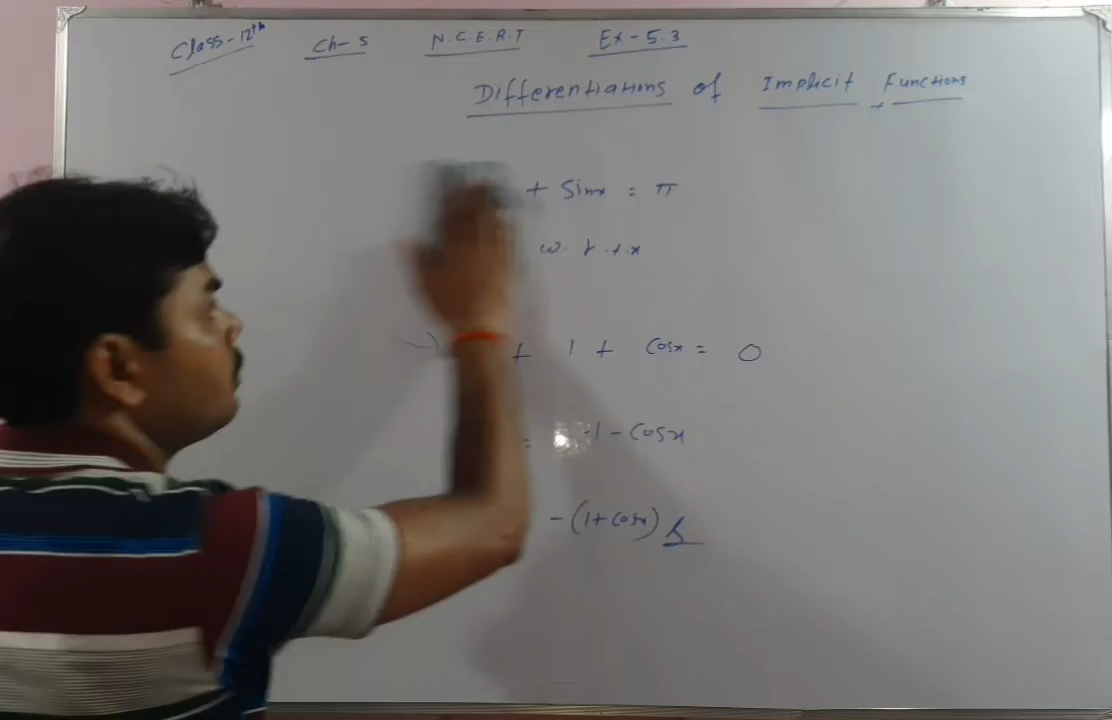 Class-12th Ch-5 N.C.E.R.T Ex-5.3
Differentiations of Implicit Functions
+ Sinx = π
w.r.t.x
+ 1 + Cosx = 0
= -1 - Cosx
-(1+Cosx)